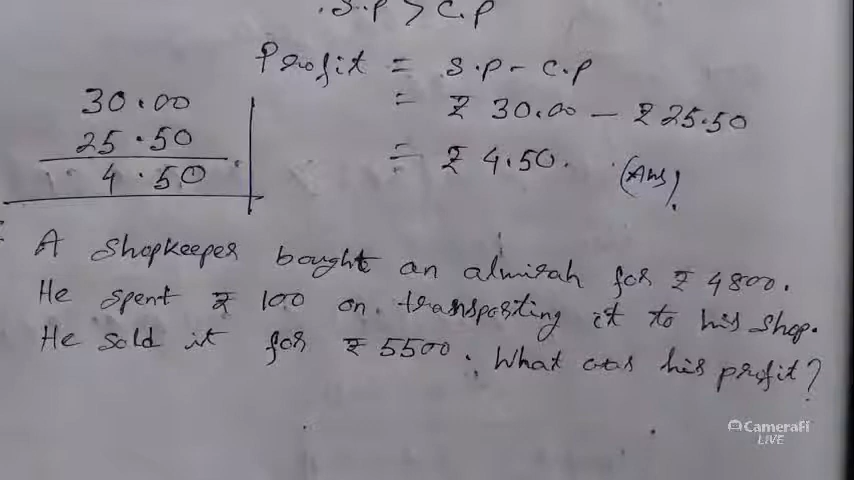 S.P > C.P
Profit = S.P - C.P
30.00
= ₹ 30.00 - ₹ 25.50
25.50
= ₹ 4.50. (Ans).
4.50
A Shopkeeper bought an almirah for ₹ 4800.
He spent ₹ 100 on transporting it to his shop.
He sold it for ₹ 5500. What was his profit?
CameraFi
LIVE